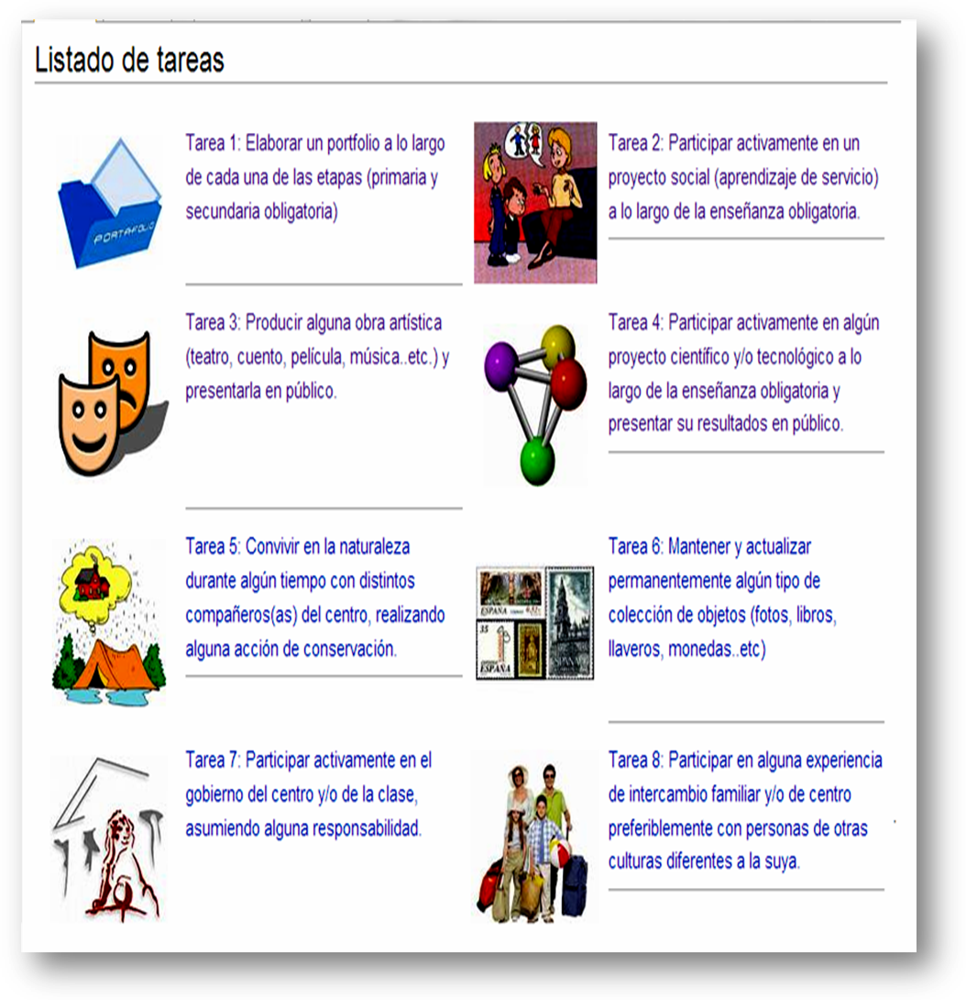 Listado de tareas
PORTAFOLIO
Tarea 1: Elaborar un portfolio a lo largo
de cada una de las etapas (primaria y
secundaria obligatoria)
Tarea 2: Participar activamente en un
proyecto social (aprendizaje de servicio)
a lo largo de la enseñanza obligatoria.
Tarea 3: Producir alguna obra artística
(teatro, cuento, película, música..etc.) y
presentarla en público.
Tarea 4: Participar activamente en algún
proyecto científico y/o tecnológico a lo
largo de la enseñanza obligatoria y
presentar su resultados en público.
Tarea 5: Convivir en la naturaleza
durante algún tiempo con distintos
compañeros(as) del centro, realizando
alguna acción de conservación.
ESPAÑA
35
ESPAÑA
Tarea 6: Mantener y actualizar
permanentemente algún tipo de
colección de objetos (fotos, libros,
llaveros, monedas..etc)
Tarea 7: Participar activamente en el
gobierno del centro y/o de la clase,
asumiendo alguna responsabilidad.
Tarea 8: Participar en alguna experiencia
de intercambio familiar y/o de centro
preferiblemente con personas de otras
culturas diferentes a la suya.